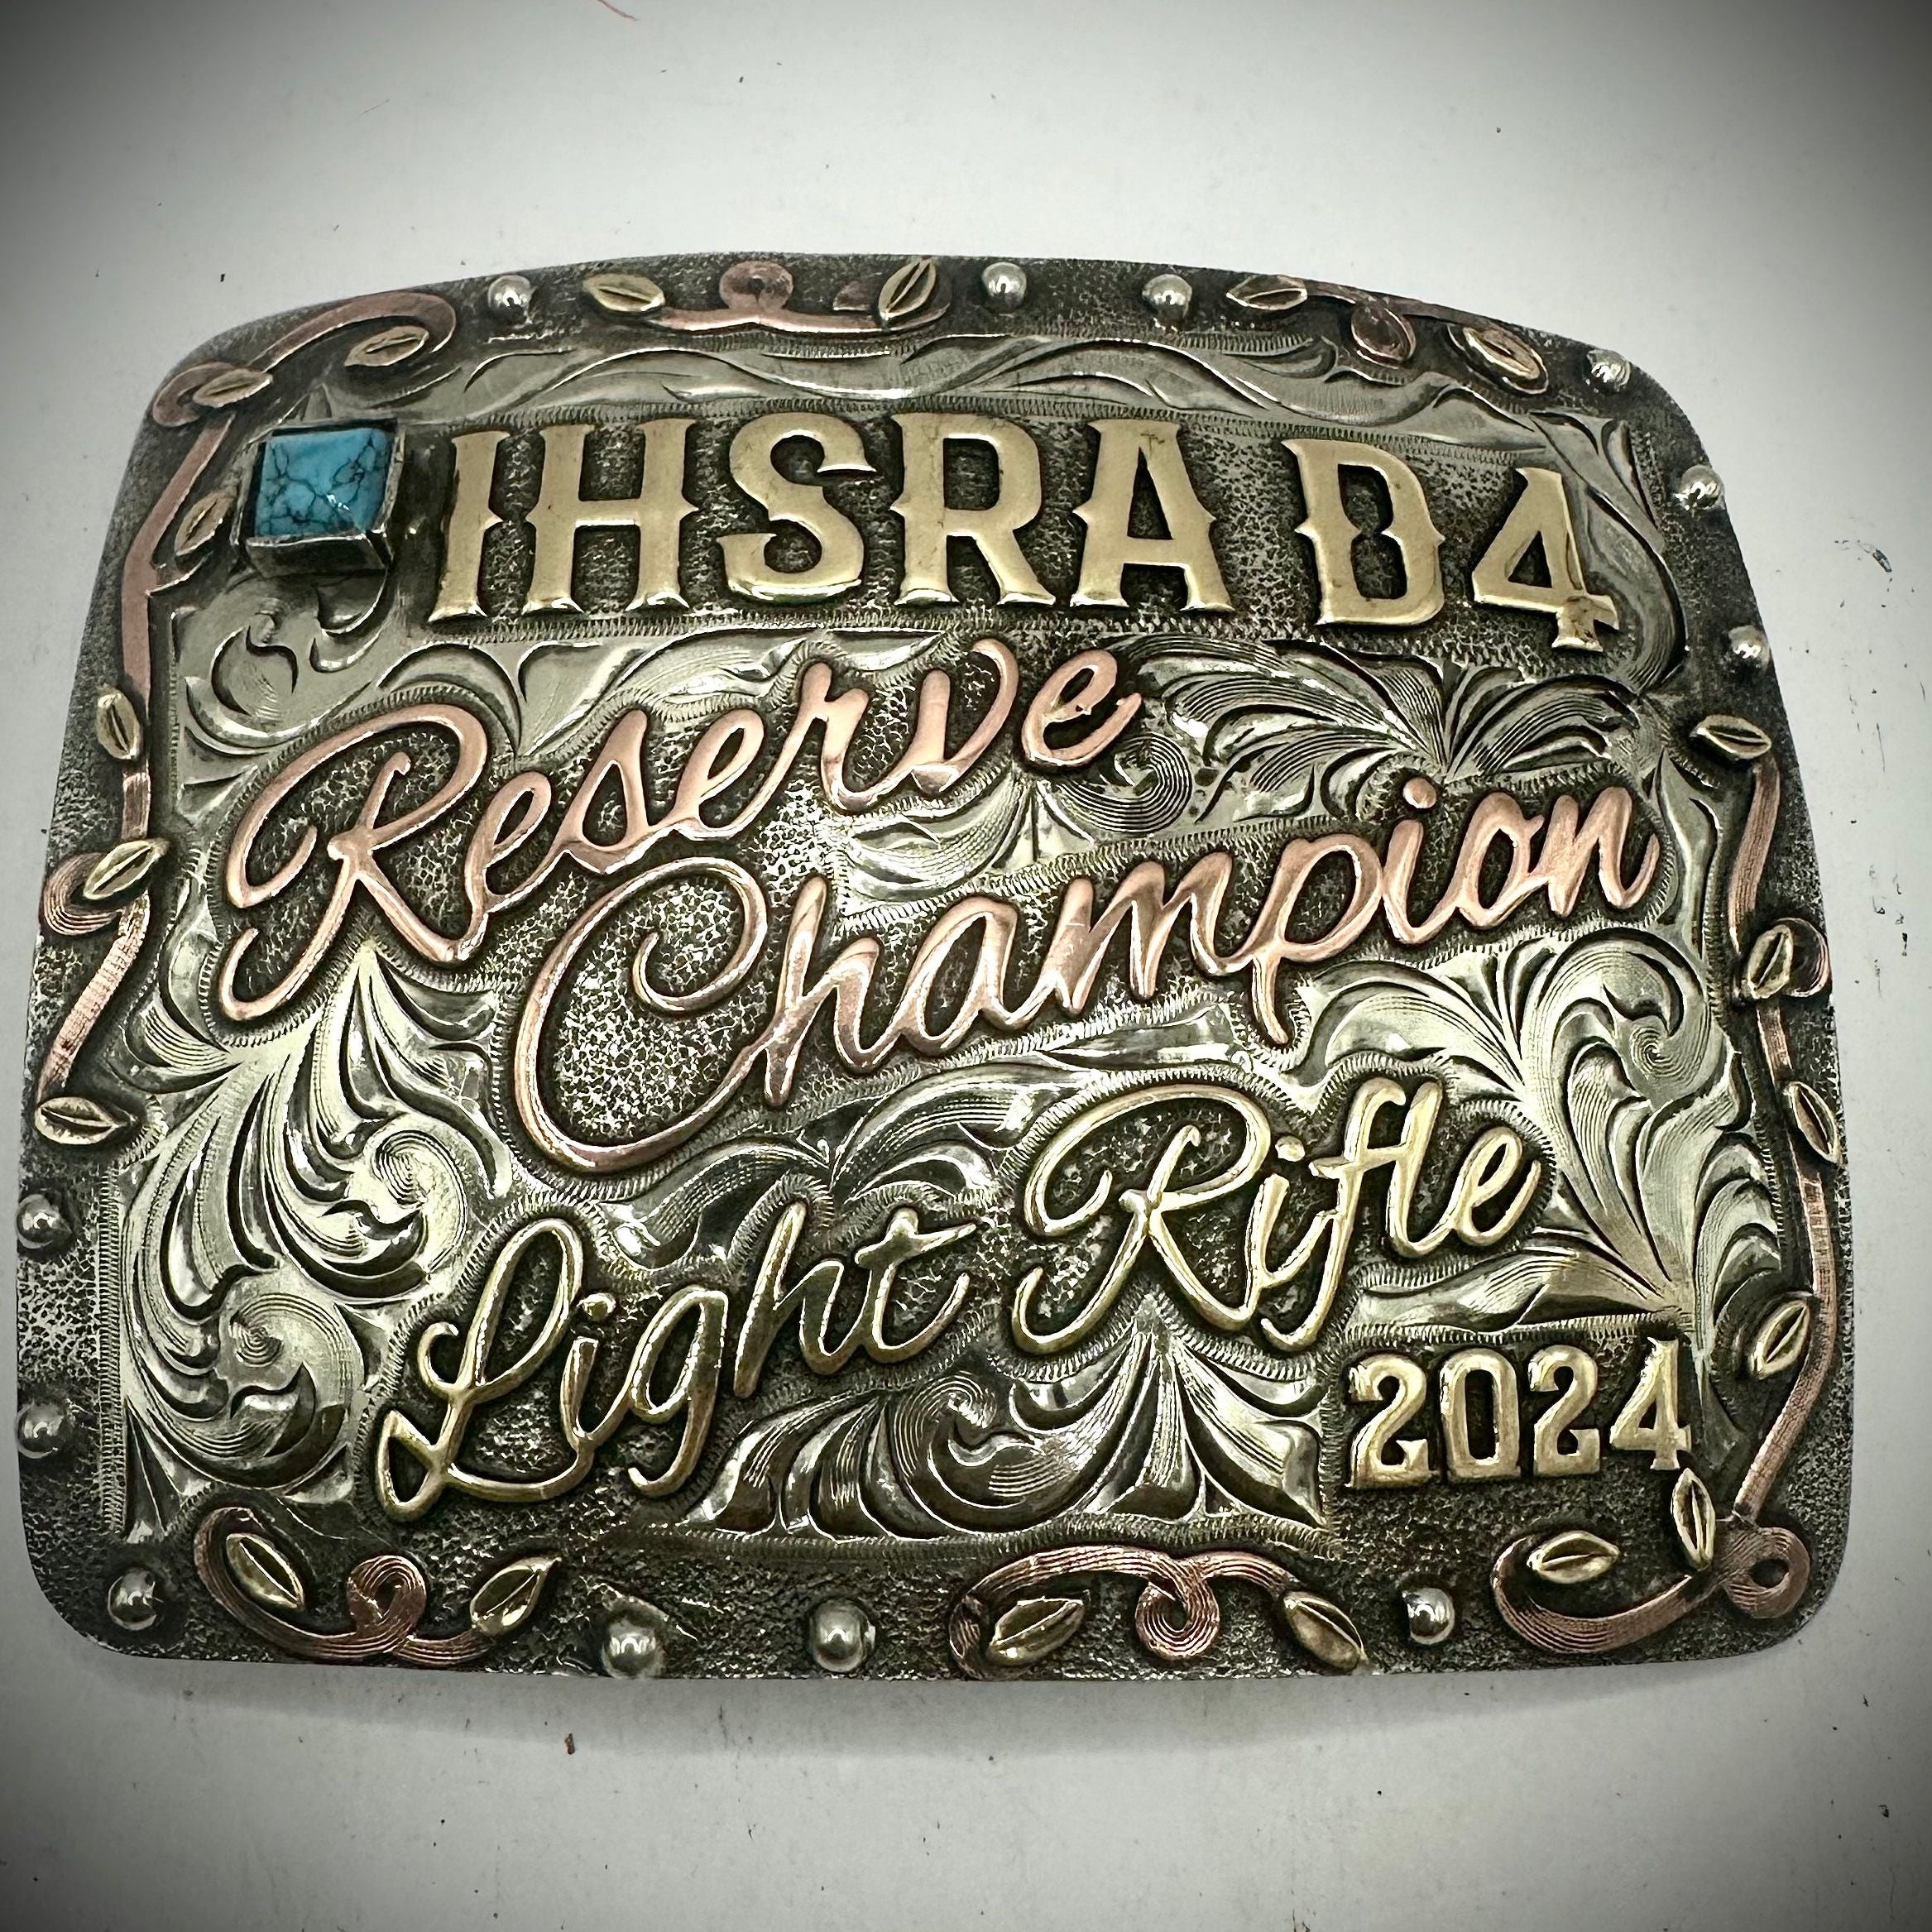 IHSRA D4
Reserve
Champion
Light Rifle
2024